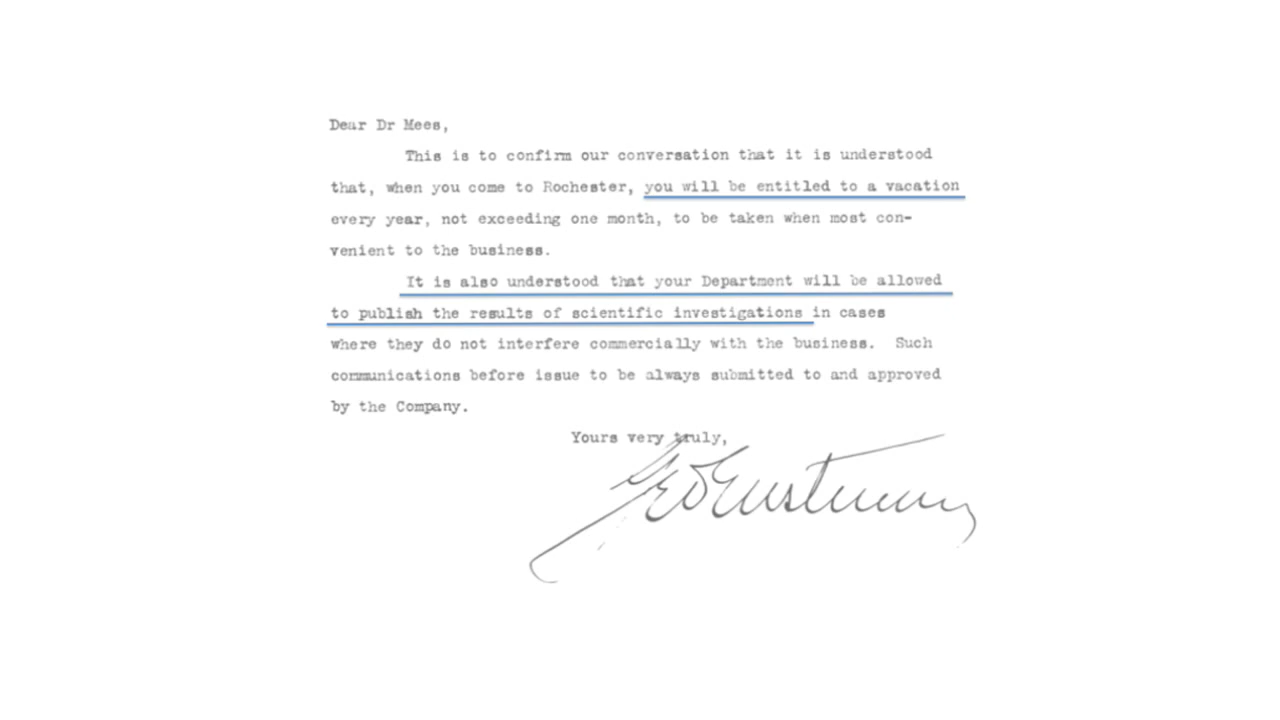 Dear Dr Mees,
This is to confirm our conversation that it is understood
that, when you come to Rochester, you will be entitled to a vacation
every year, not exceeding one month, to be taken when most con-
venient to the business.
It is also understood that your Department will be allowed
to publish the results of scientific investigations in cases
where they do not interfere commercially with the business. Such
communications before issue to be always submitted to and approved
by the Company.
Yours very truly,
Geo Eastman